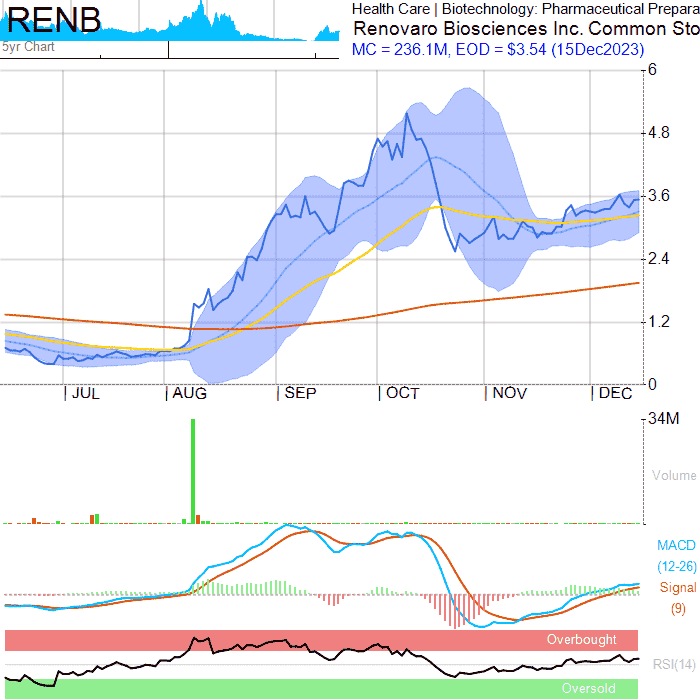 RENB
5yr Chart
Health Care | Biotechnology: Pharmaceutical Prepara
Renovaro Biosciences Inc. Common Sto
MC = 236.1M, EOD = $3.54 (15Dec2023)
6
4.8
3.6
2.4
1.2
0
JUL
AUG
SEP
OCT
NOV
DEC
34M
Volume
MACD
(12-26)
Signal
(9)
Overbought
RSI(14)
Oversold